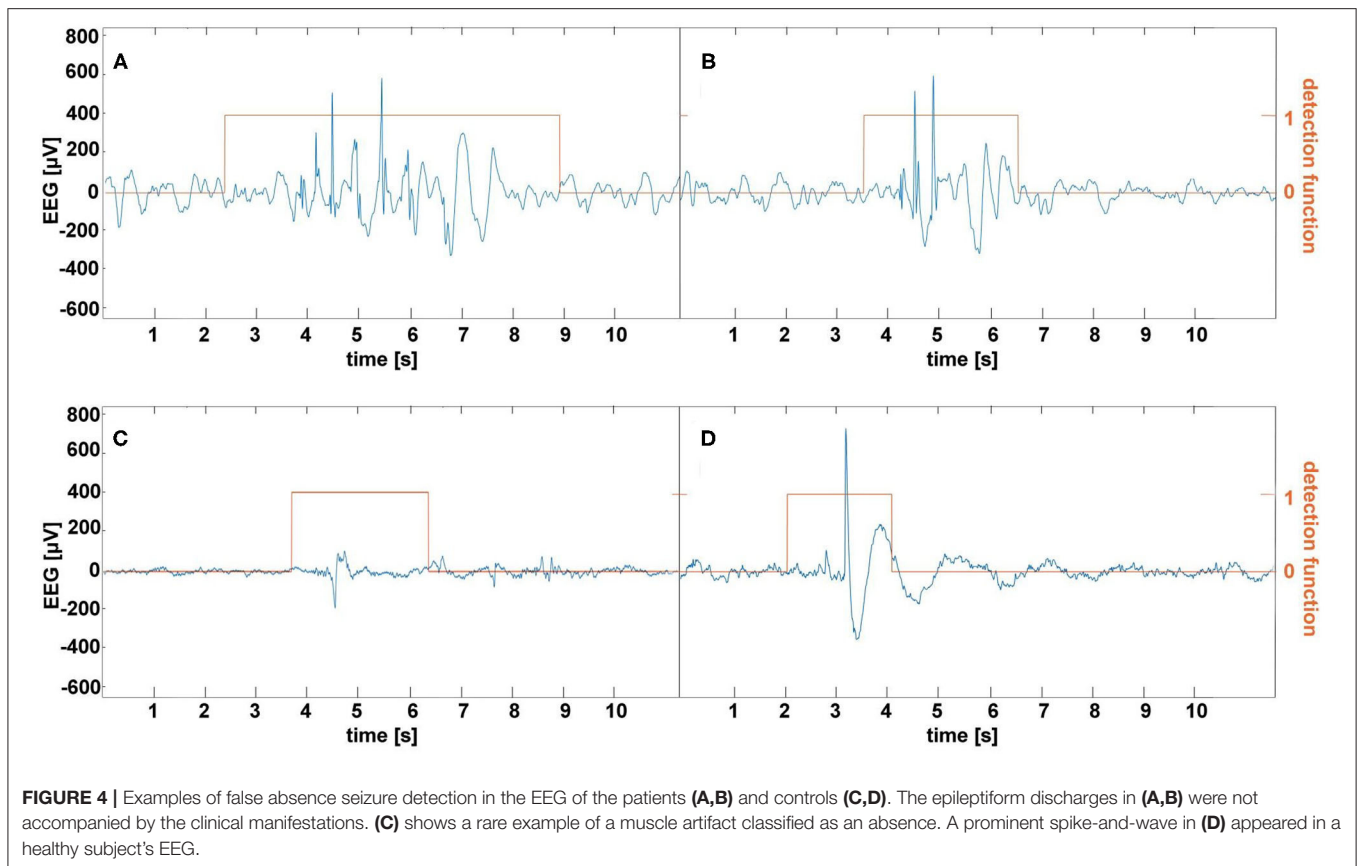 800
600
400
200
0
-200
-400
-600
EEG [µV]
A
B
1
0
detection function
1 2 3 4 5 6 7 8 9 10
1 2 3 4 5 6 7 8 9 10
time [s]
time [s]
800
600
400
200
0
-200
-400
-600
EEG [µV]
C
D
1
0
detection function
1 2 3 4 5 6 7 8 9 10
1 2 3 4 5 6 7 8 9 10
time [s]
time [s]
FIGURE 4 | Examples of false absence seizure detection in the EEG of the patients (A,B) and controls (C,D). The epileptiform discharges in (A,B) were not
accompanied by the clinical manifestations. (C) shows a rare example of a muscle artifact classified as an absence. A prominent spike-and-wave in (D) appeared in a
healthy subject's EEG.